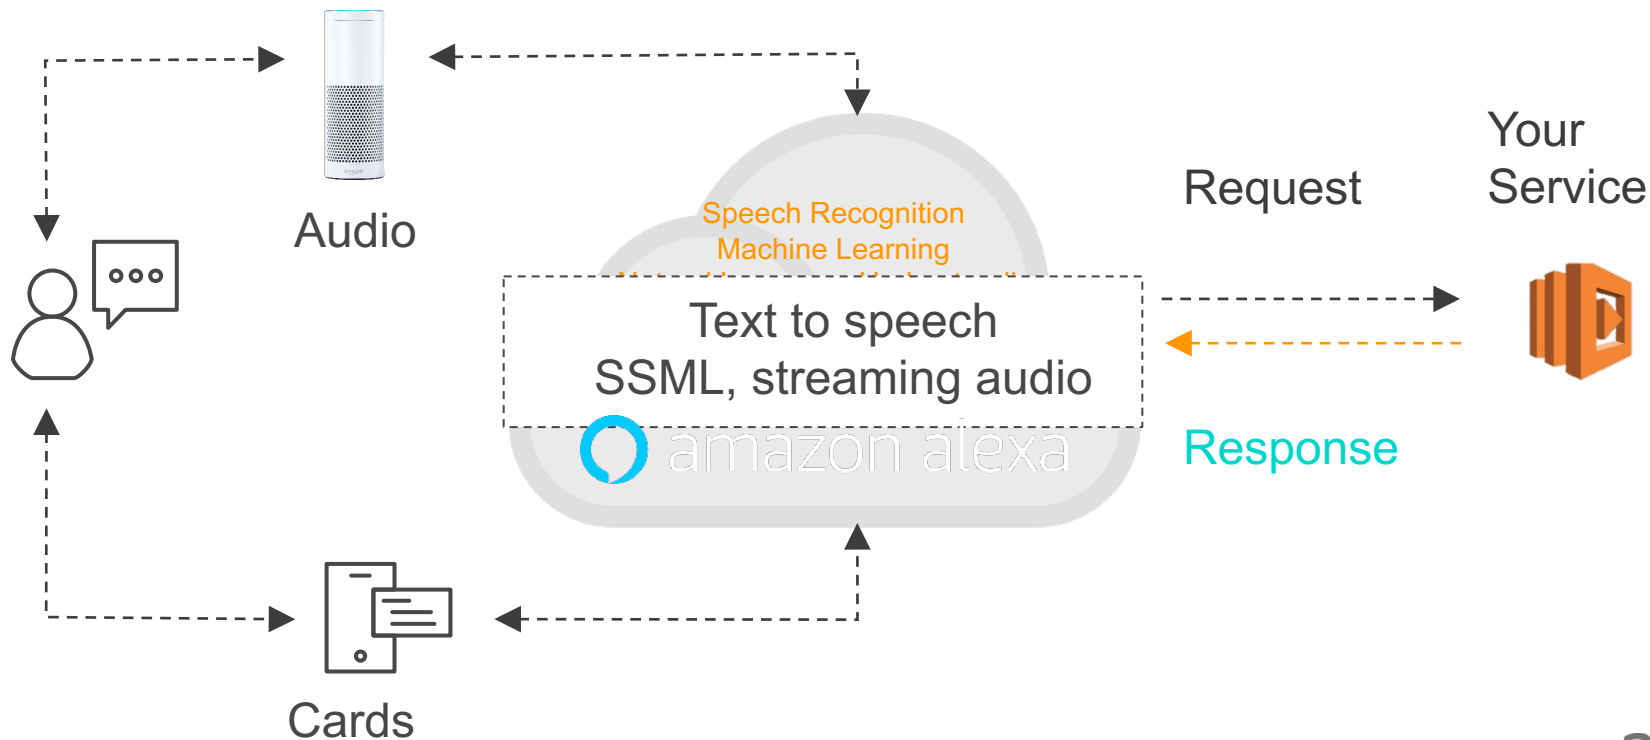 Audio
Speech Recognition
Machine Learning
Text to speech
SSML, streaming audio
amazon alexa
Request
Your
Service
Response
Cards